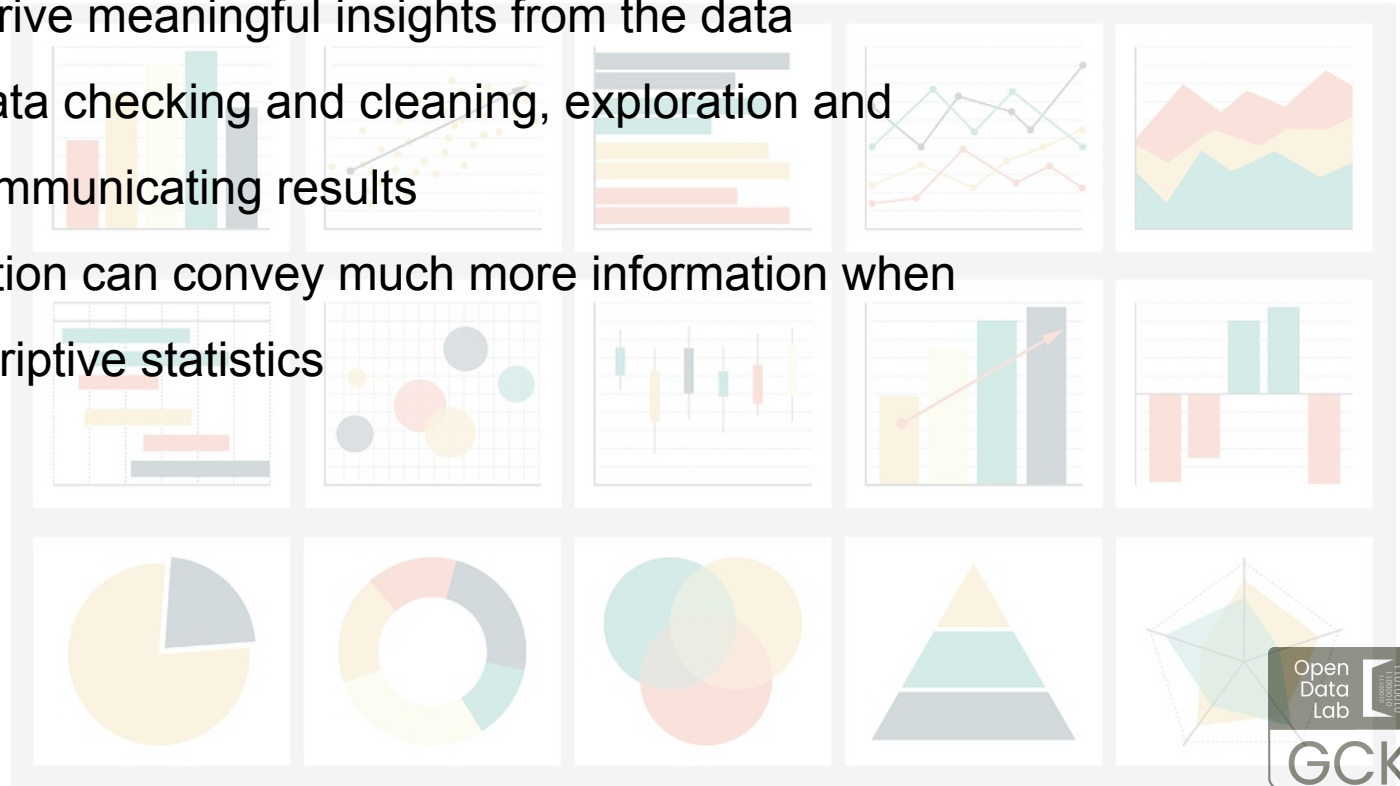 rive meaningful insights from the data
ata checking and cleaning, exploration and
mmunicating results
tion can convey much more information when
riptive statistics
Open
Data
Lab
GCK